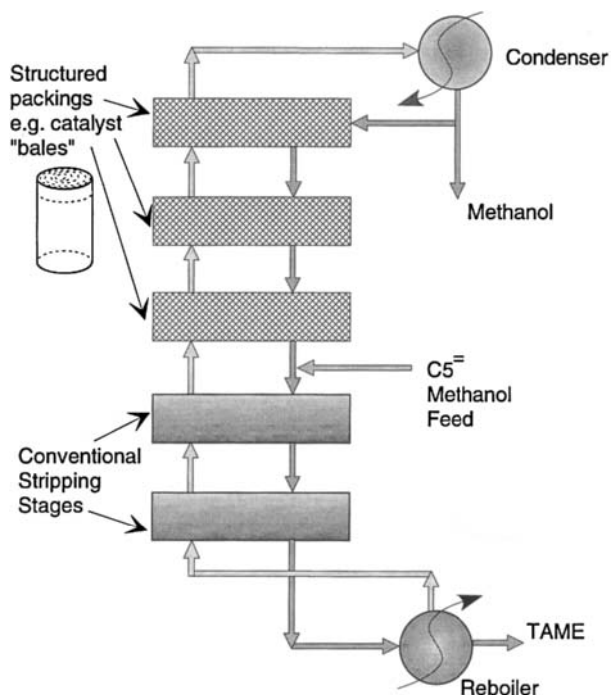 Condenser
Structured
packings
e.g. catalyst
"bales"
Methanol
C5=
Methanol
Feed
Conventional
Stripping
Stages
TAME
Reboiler